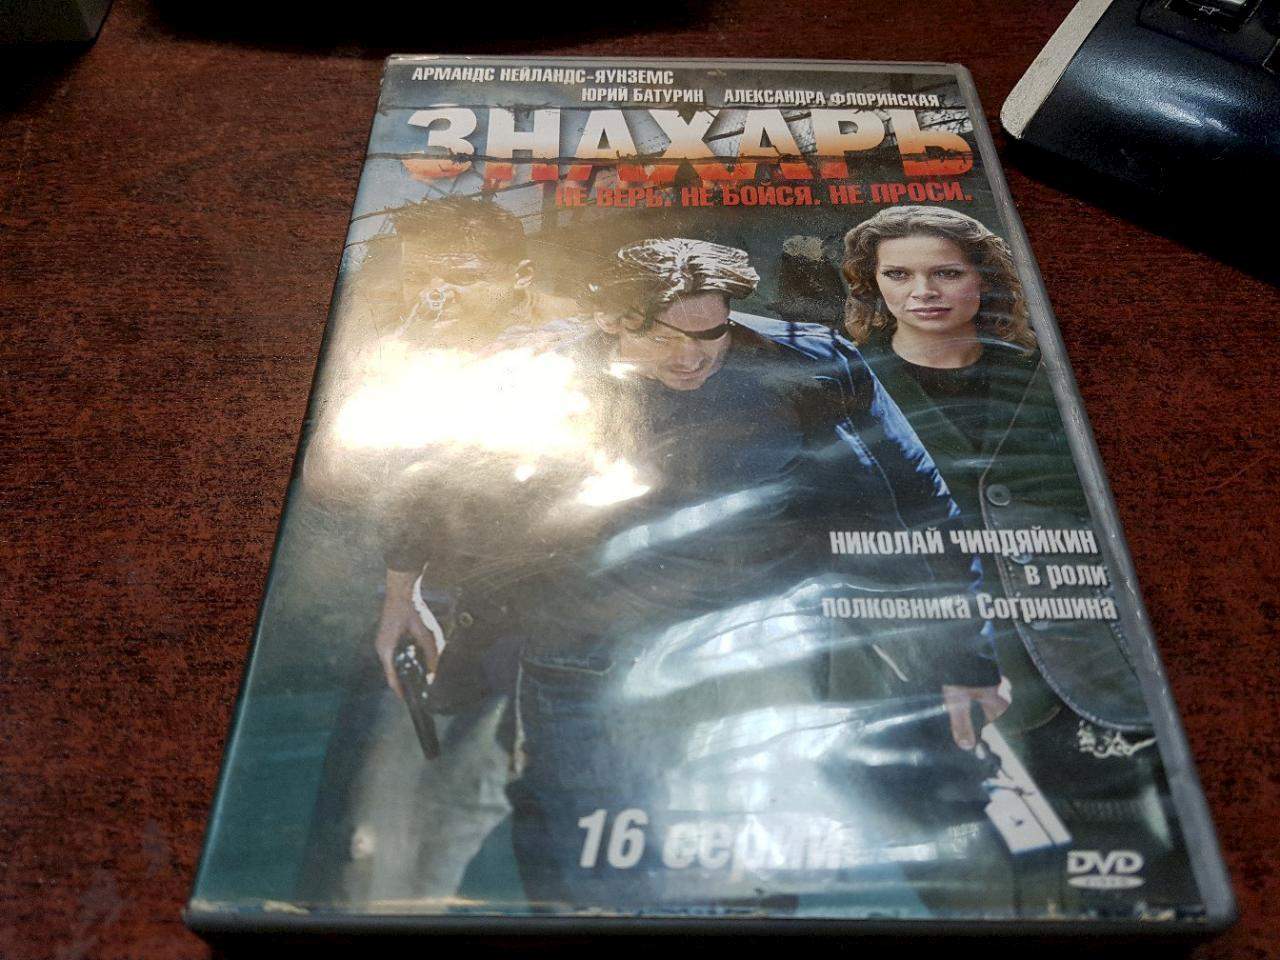 АРМАНДС НЕЙЛАНДС-ЯУНЗЕМС
ЮРИЙ БАТУРИН АЛЕКСАНДРА ФЛОРИНСКАЯ
ЗНАХАРЬ
НЕ ВЕРЬ. НЕ БОЙСЯ. НЕ ПРОСИ.
НИКОЛАЙ ЧИНДЯЙКИН
В РОЛИ
ПОЛКОВНИКА СОГРИШИНА
16 серий
DVD
VIDEO